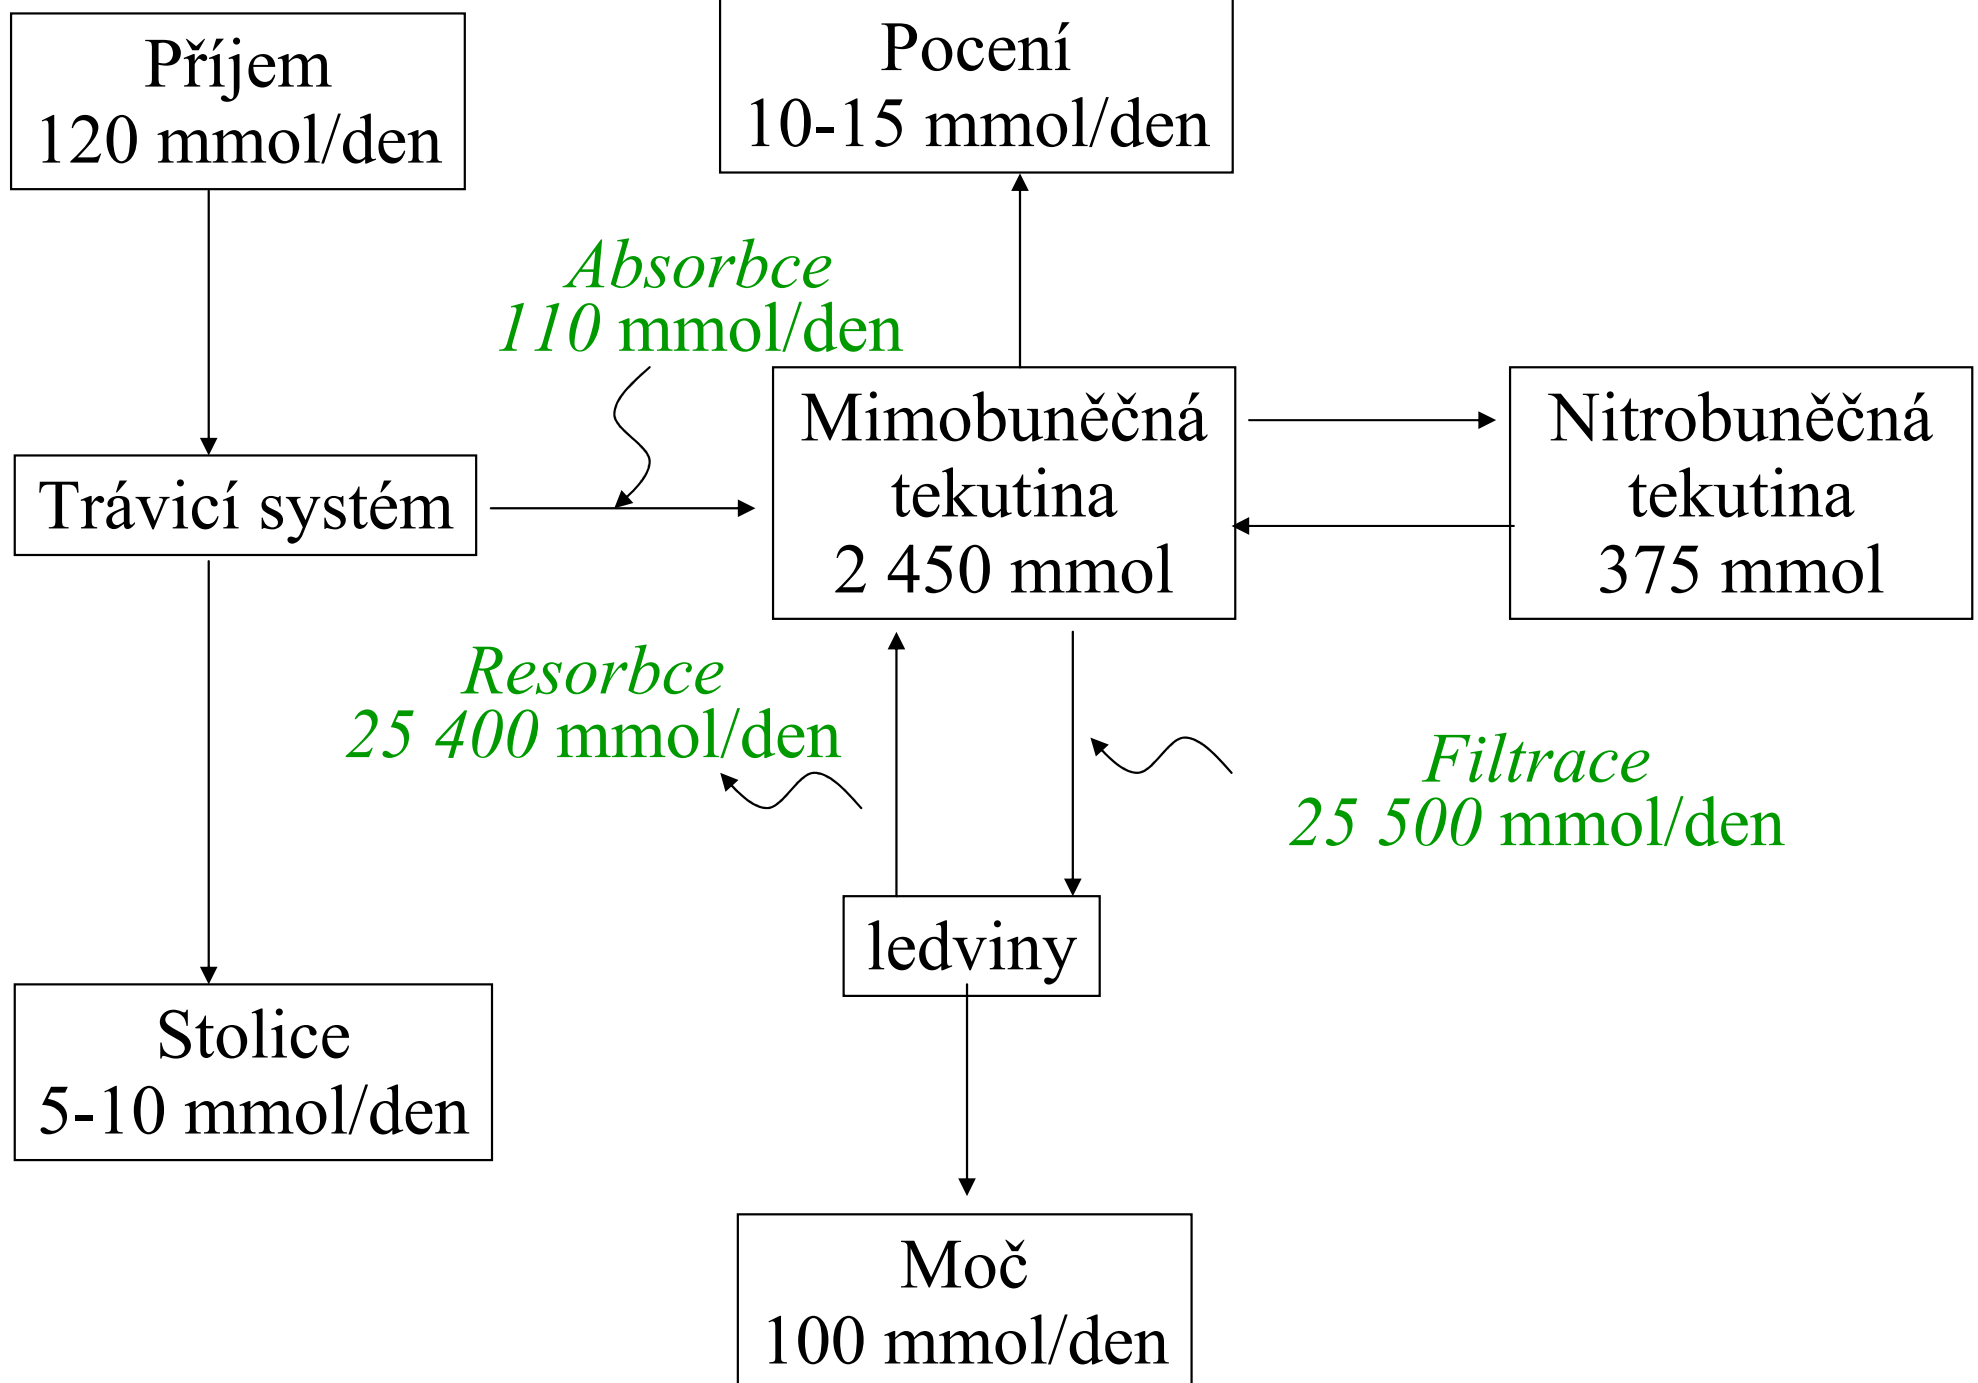 Příjem
120 mmol/den
Pocení
10-15 mmol/den
Absorbce
110 mmol/den
Trávicí systém
Mimobuněčná
tekutina
2 450 mmol
Nitrobuněčná
tekutina
375 mmol
Resorbce
25 400 mmol/den
Filtrace
25 500 mmol/den
ledviny
Stolice
5-10 mmol/den
Moč
100 mmol/den